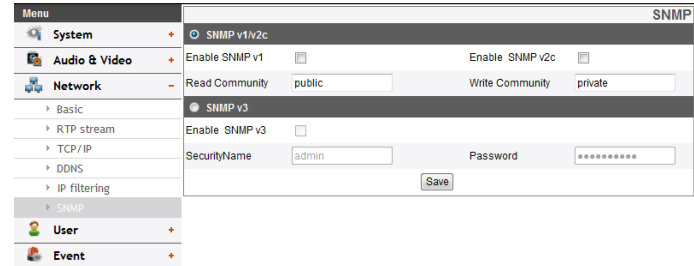 Menu
SNMP
System +
Audio & Video +
Network -
Basic
RTP stream
TCP/IP
DDNS
IP filtering
SNMP
User +
Event +
SNMP v1/v2c
Enable SNMP v1
Enable SNMP v2c
Read Community public
Write Community private
SNMP v3
Enable SNMP v3
SecurityName admin
Password ••••••••••
Save